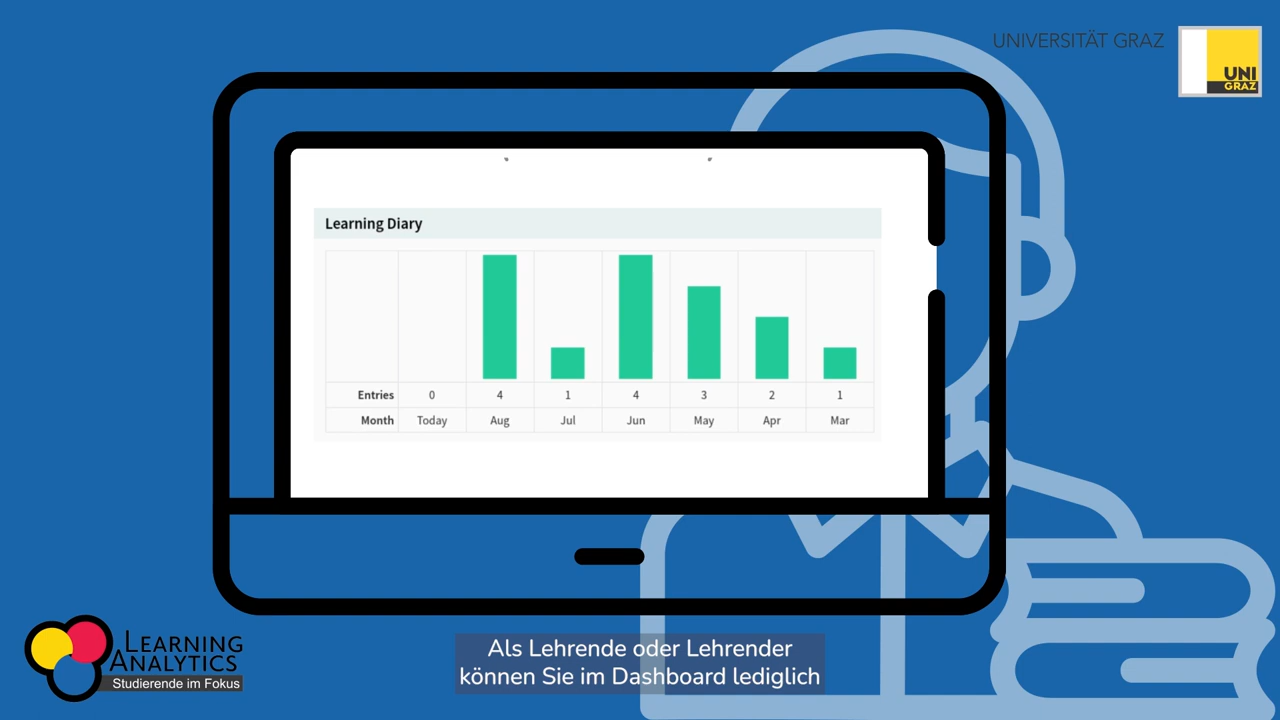 UNIVERSITÄT GRAZ
UNI
GRAZ
Learning Diary
Entries 0 4 1 4 3 2 1
Month Today Aug Jul Jun May Apr Mar
LEARNING
ANALYTICS
Studierende im Fokus
Als Lehrende oder Lehrender
können Sie im Dashboard lediglich